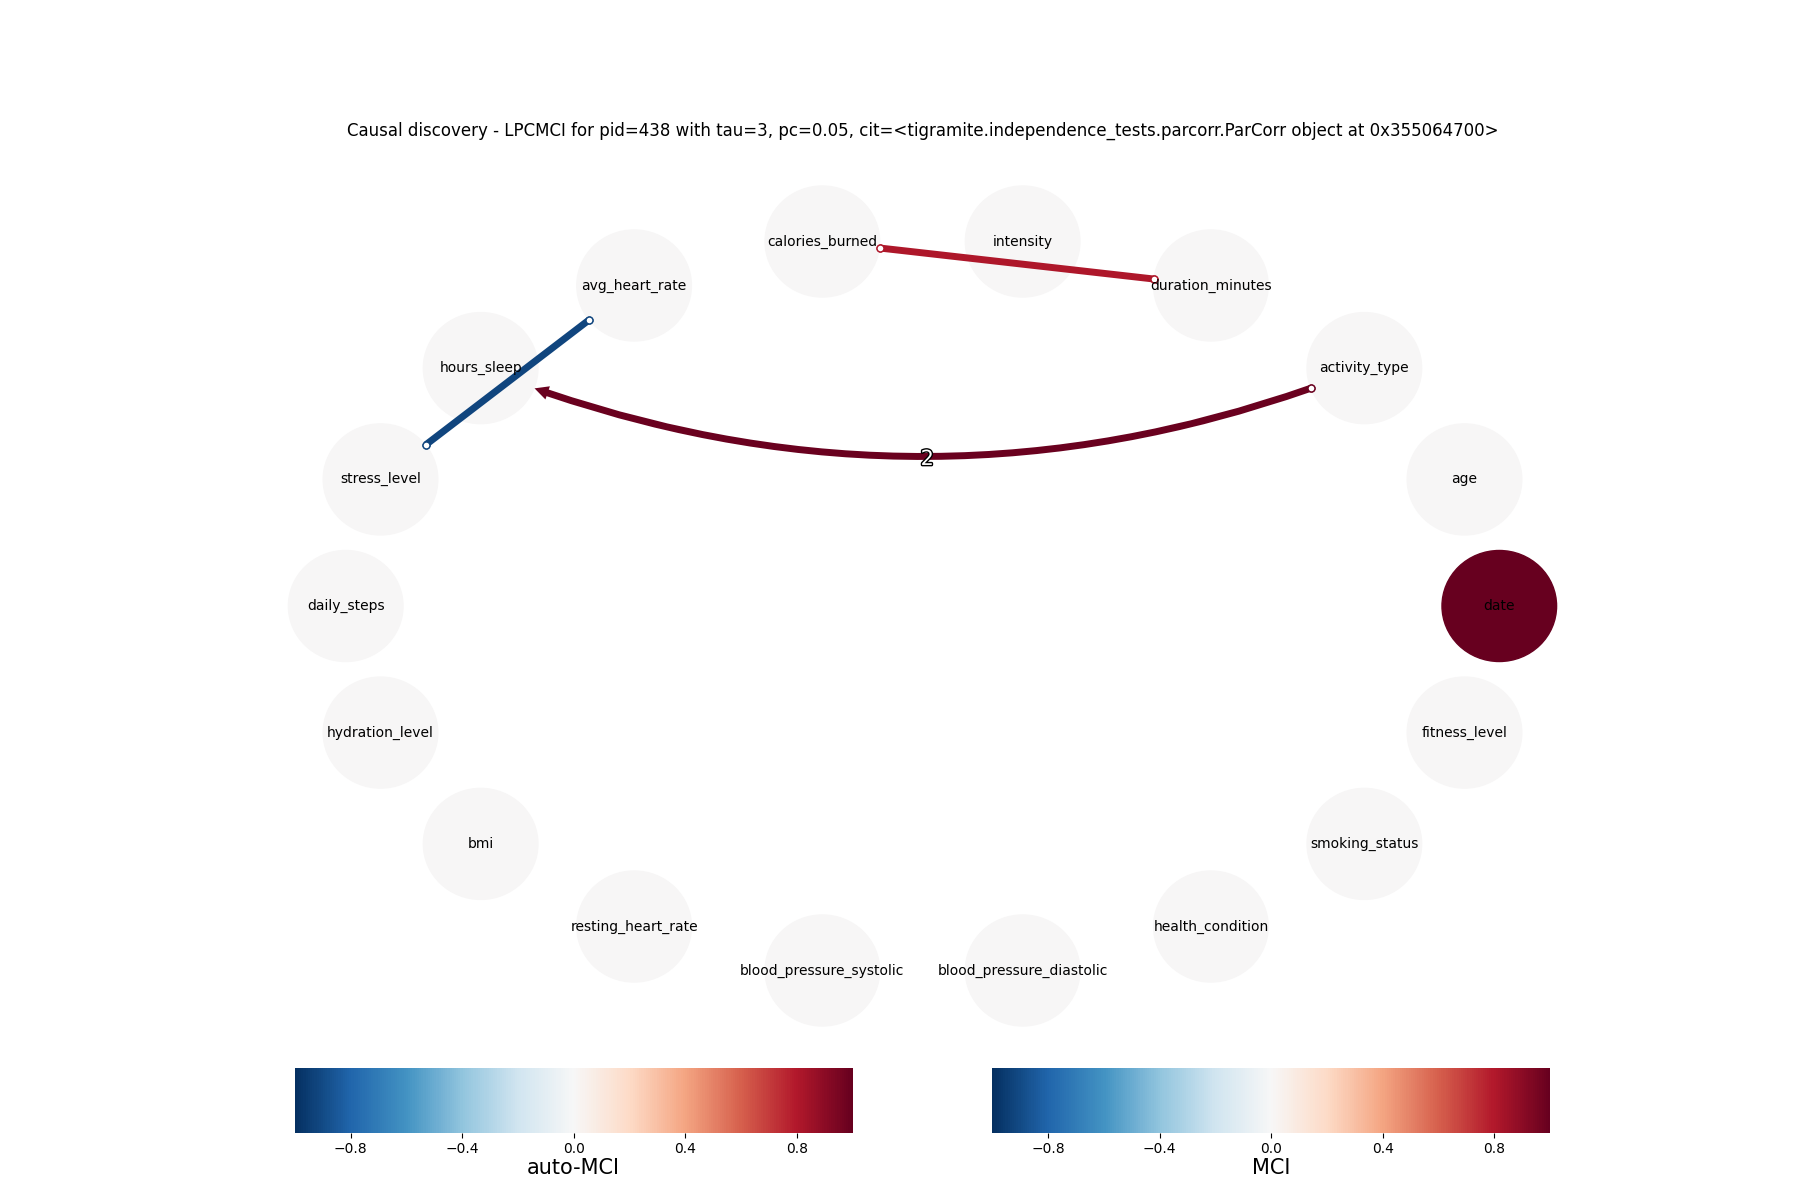 Causal discovery - LPCMCI for pid=438 with tau=3, pc=0.05, cit=<tigramite.independence_tests.parcorr.ParCorr object at 0x355064700>
calories_burned
intensity
avg_heart_rate
duration_minutes
hours_sleep
activity_type
2
stress_level
age
daily_steps
date
hydration_level
fitness_level
bmi
smoking_status
resting_heart_rate
health_condition
blood_pressure_systolic
blood_pressure_diastolic
−0.8 −0.4 0.0 0.4 0.8
auto-MCI
−0.8 −0.4 0.0 0.4 0.8
MCI